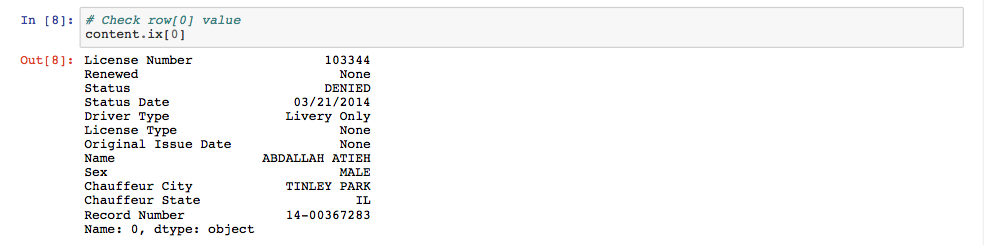 In [8]: # Check row[0] value
content.ix[0]
Out[8]: License Number 103344
Renewed None
Status DENIED
Status Date 03/21/2014
Driver Type Livery Only
License Type None
Original Issue Date None
Name ABDALLAH ATIEH
Sex MALE
Chauffeur City TINLEY PARK
Chauffeur State IL
Record Number 14-00367283
Name: 0, dtype: object